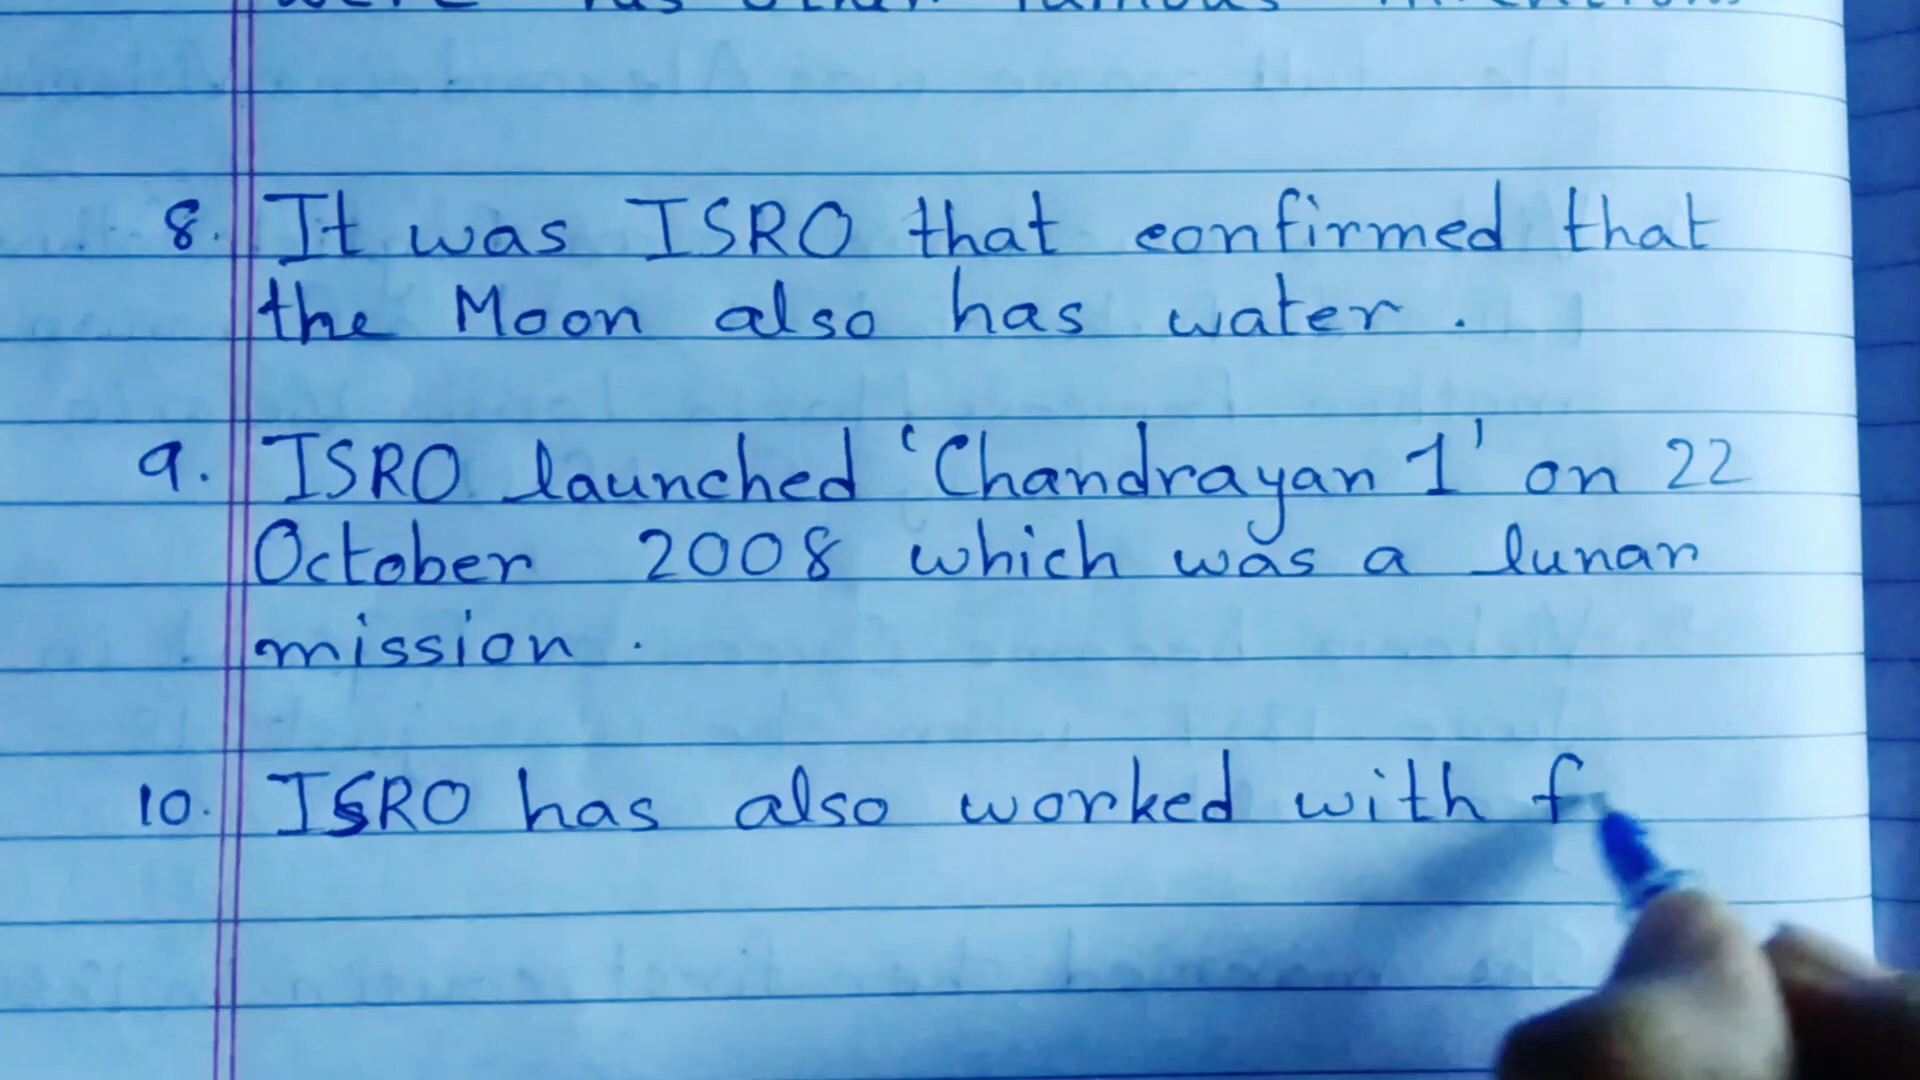 8. It was ISRO that confirmed that
the Moon also has water.
9. ISRO launched 'Chandrayan 1' on 22
October 2008 which was a lunar
mission.
10. ISRO has also worked with f